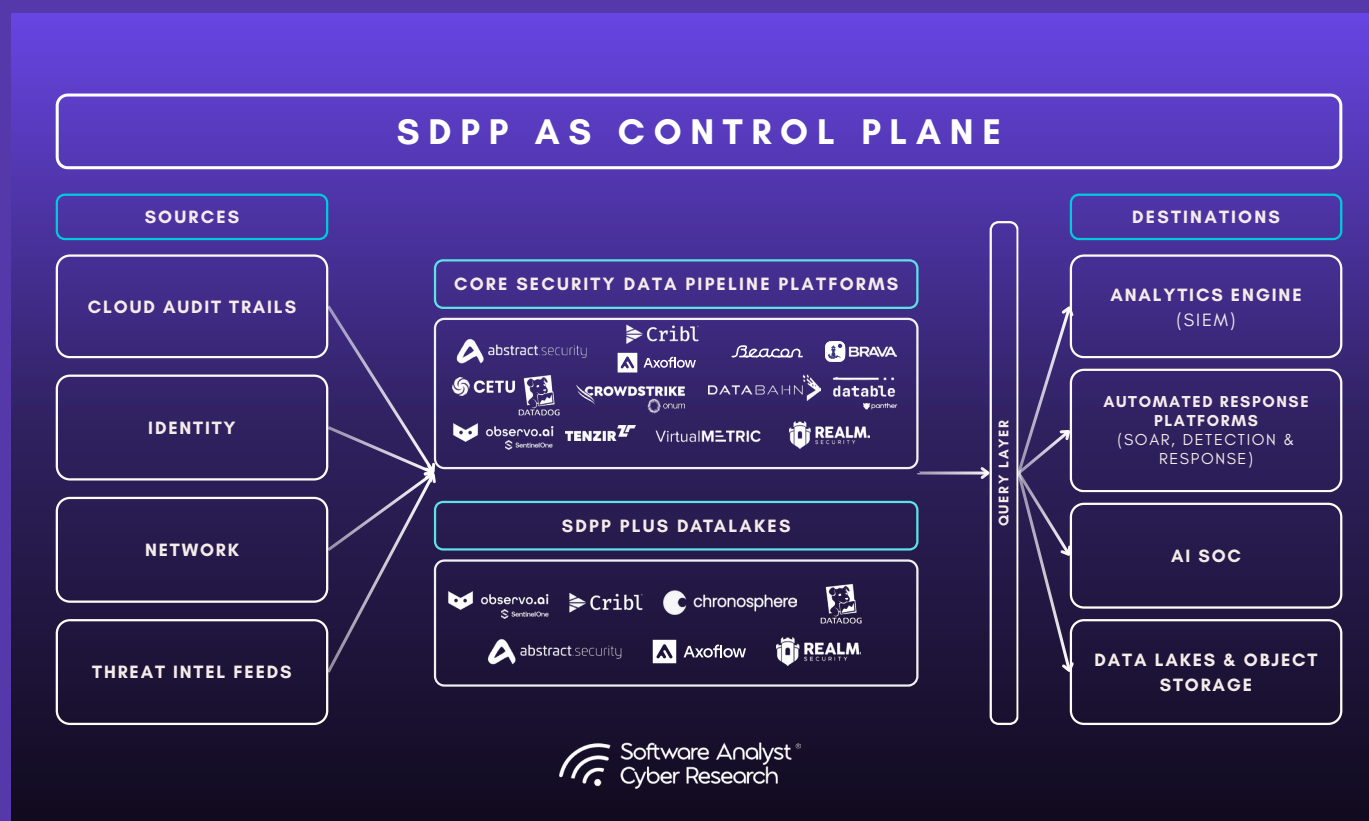 SDPP AS CONTROL PLANE
SOURCES
CLOUD AUDIT TRAILS
IDENTITY
NETWORK
THREAT INTEL FEEDS
CORE SECURITY DATA PIPELINE PLATFORMS
abstract security
Cribl
Axoflow
Beacon
BRAVA
CETU
DATADOG
CROWDSTRIKE
onum
DATABAHN
datable
panther
observo.ai
SentinelOne
TENZIR
VirtualMETRIC
REALM.
SECURITY
SDPP PLUS DATALAKES
observo.ai
SentinelOne
Cribl
chronosphere
DATADOG
abstract security
Axoflow
REALM.
SECURITY
QUERY LAYER
DESTINATIONS
ANALYTICS ENGINE
(SIEM)
AUTOMATED RESPONSE
PLATFORMS
(SOAR, DETECTION &
RESPONSE)
AI SOC
DATA LAKES & OBJECT
STORAGE
Software Analyst ®
Cyber Research